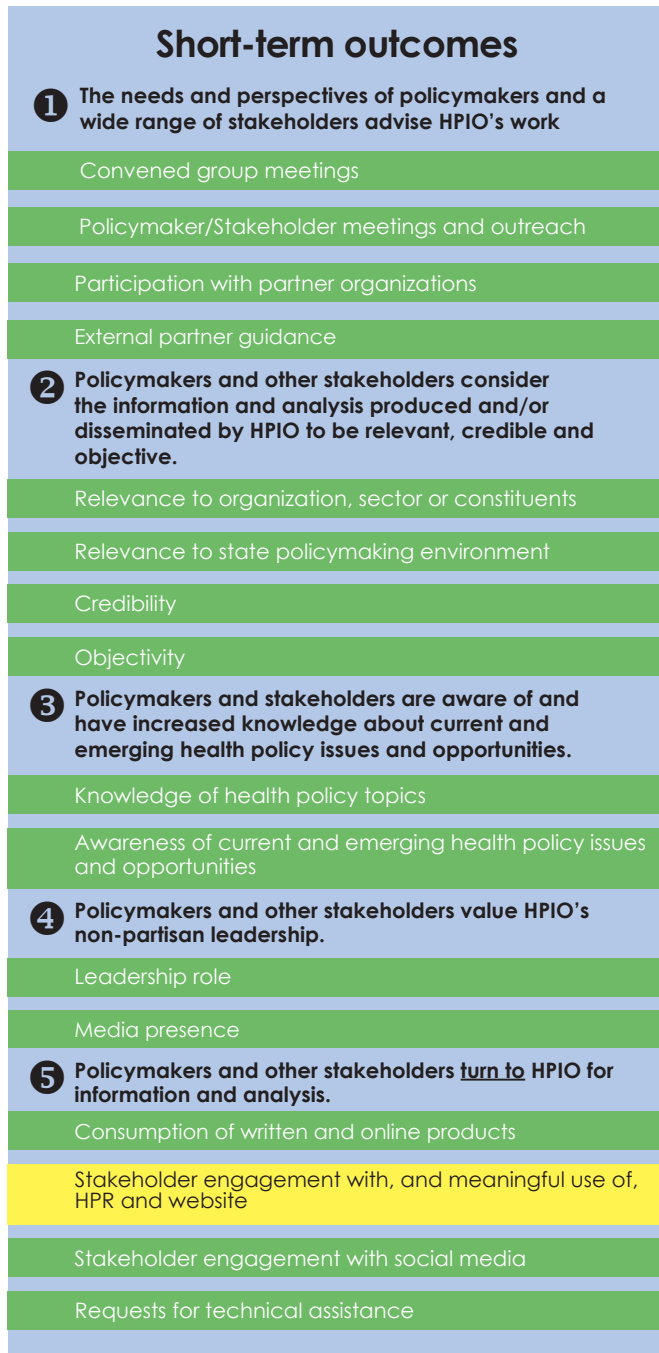 Short-term outcomes
❶ The needs and perspectives of policymakers and a
wide range of stakeholders advise HPIO's work
Convened group meetings
Policymaker/Stakeholder meetings and outreach
Participation with partner organizations
External partner guidance
❷ Policymakers and other stakeholders consider
the information and analysis produced and/or
disseminated by HPIO to be relevant, credible and
objective.
Relevance to organization, sector or constituents
Relevance to state policymaking environment
Credibility
Objectivity
❸ Policymakers and stakeholders are aware of and
have increased knowledge about current and
emerging health policy issues and opportunities.
Knowledge of health policy topics
Awareness of current and emerging health policy issues
and opportunities
❹ Policymakers and other stakeholders value HPIO's
non-partisan leadership.
Leadership role
Media presence
❺ Policymakers and other stakeholders turn to HPIO for
information and analysis.
Consumption of written and online products
Stakeholder engagement with, and meaningful use of,
HPR and website
Stakeholder engagement with social media
Requests for technical assistance